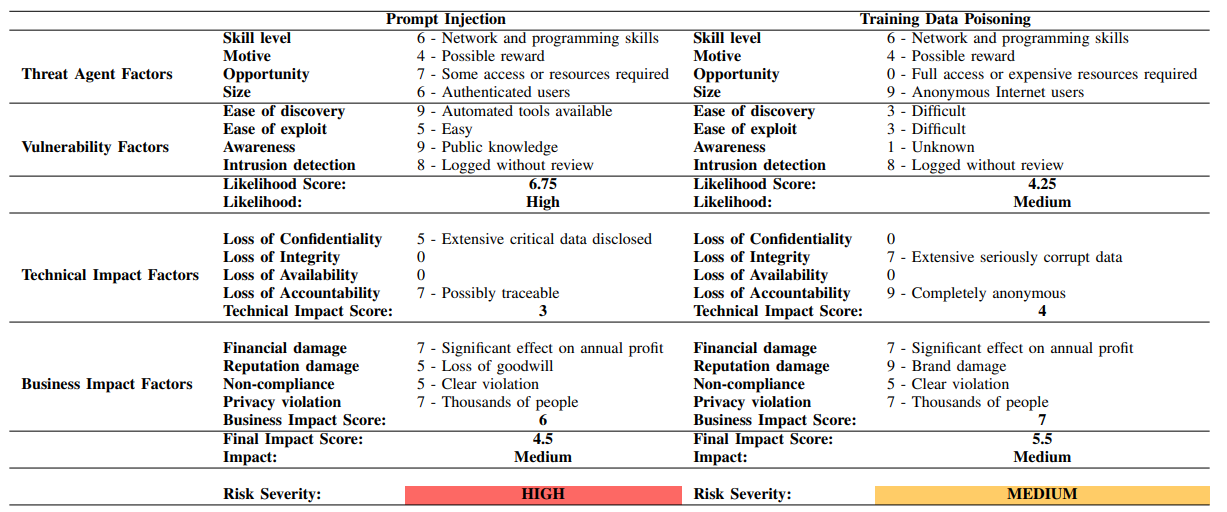 Prompt Injection Training Data Poisoning
Skill level 6 - Network and programming skills Skill level 6 - Network and programming skills
Motive 4 - Possible reward Motive 4 - Possible reward
Threat Agent Factors Opportunity 7 - Some access or resources required Opportunity 0 - Full access or expensive resources required
Size 6 - Authenticated users Size 9 - Anonymous Internet users
Ease of discovery 9 - Automated tools available Ease of discovery 3 - Difficult
Ease of exploit 5 - Easy Ease of exploit 3 - Difficult
Vulnerability Factors Awareness 9 - Public knowledge Awareness 1 - Unknown
Intrusion detection 8 - Logged without review Intrusion detection 8 - Logged without review
Likelihood Score: 6.75 Likelihood Score: 4.25
Likelihood: High Likelihood: Medium
Loss of Confidentiality 5 - Extensive critical data disclosed Loss of Confidentiality 0
Loss of Integrity 0 Loss of Integrity 7 - Extensive seriously corrupt data
Technical Impact Factors Loss of Availability 0 Loss of Availability 0
Loss of Accountability 7 - Possibly traceable Loss of Accountability 9 - Completely anonymous
Technical Impact Score: 3 Technical Impact Score: 4
Financial damage 7 - Significant effect on annual profit Financial damage 7 - Significant effect on annual profit
Reputation damage 5 - Loss of goodwill Reputation damage 9 - Brand damage
Business Impact Factors Non-compliance 5 - Clear violation Non-compliance 5 - Clear violation
Privacy violation 7 - Thousands of people Privacy violation 7 - Thousands of people
Business Impact Score: 6 Business Impact Score: 7
Final Impact Score: 4.5 Final Impact Score: 5.5
Impact: Medium Impact: Medium
Risk Severity: HIGH Risk Severity: MEDIUM